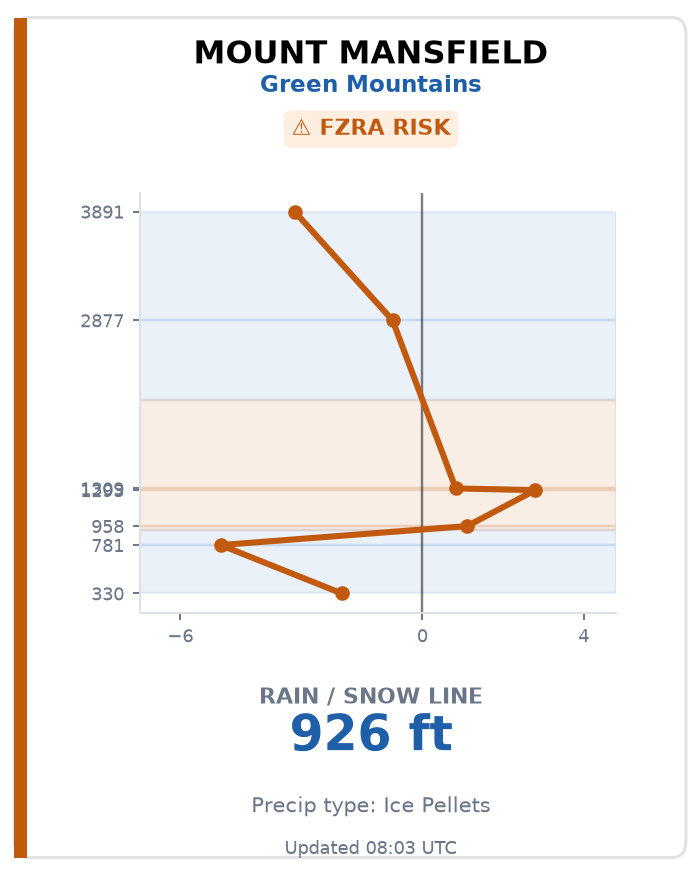 MOUNT MANSFIELD
Green Mountains
⚠ FZRA RISK
3891
2877
958
781
330
−6 0 4
RAIN / SNOW LINE
926 ft
Precip type: Ice Pellets
Updated 08:03 UTC